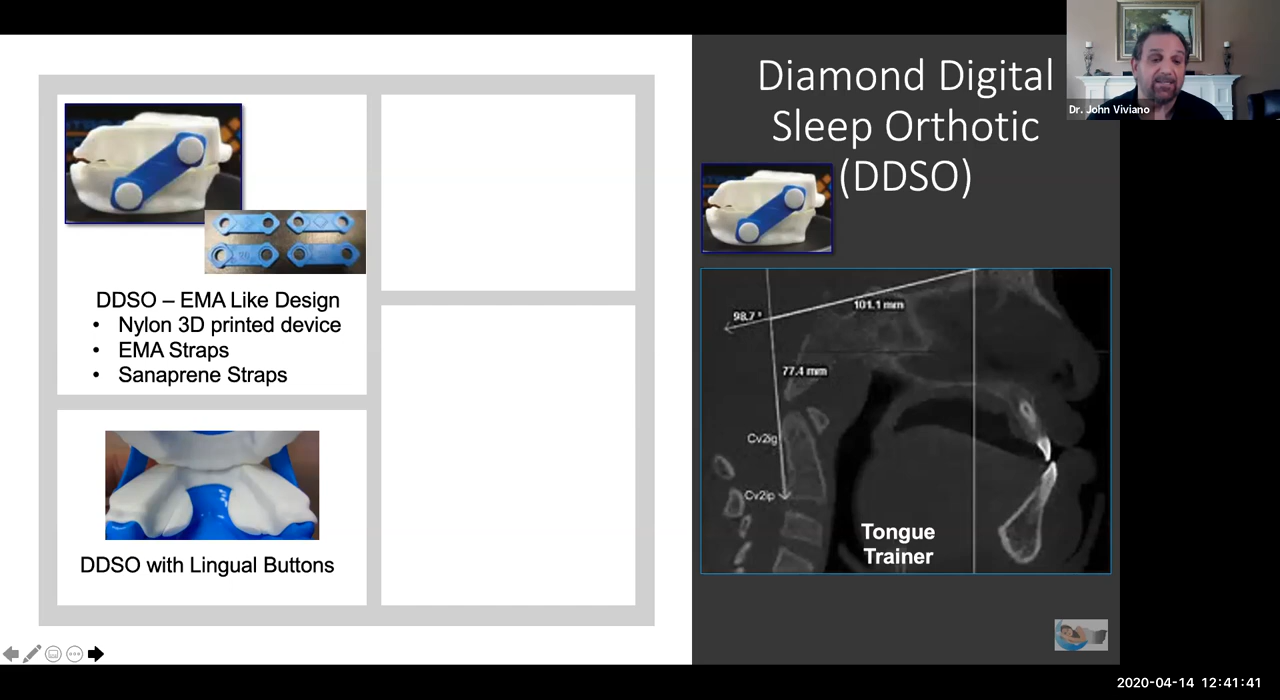 DDSO – EMA Like Design
• Nylon 3D printed device
• EMA Straps
• Sanaprene Straps
DDSO with Lingual Buttons
Diamond Digital
Sleep Orthotic
(DDSO)
98.7 °
101.1 mm
77.4 mm
Cv2ig
Cv2ip
Tongue
Trainer
Dr. John Viviano
2020-04-14 12:41:41